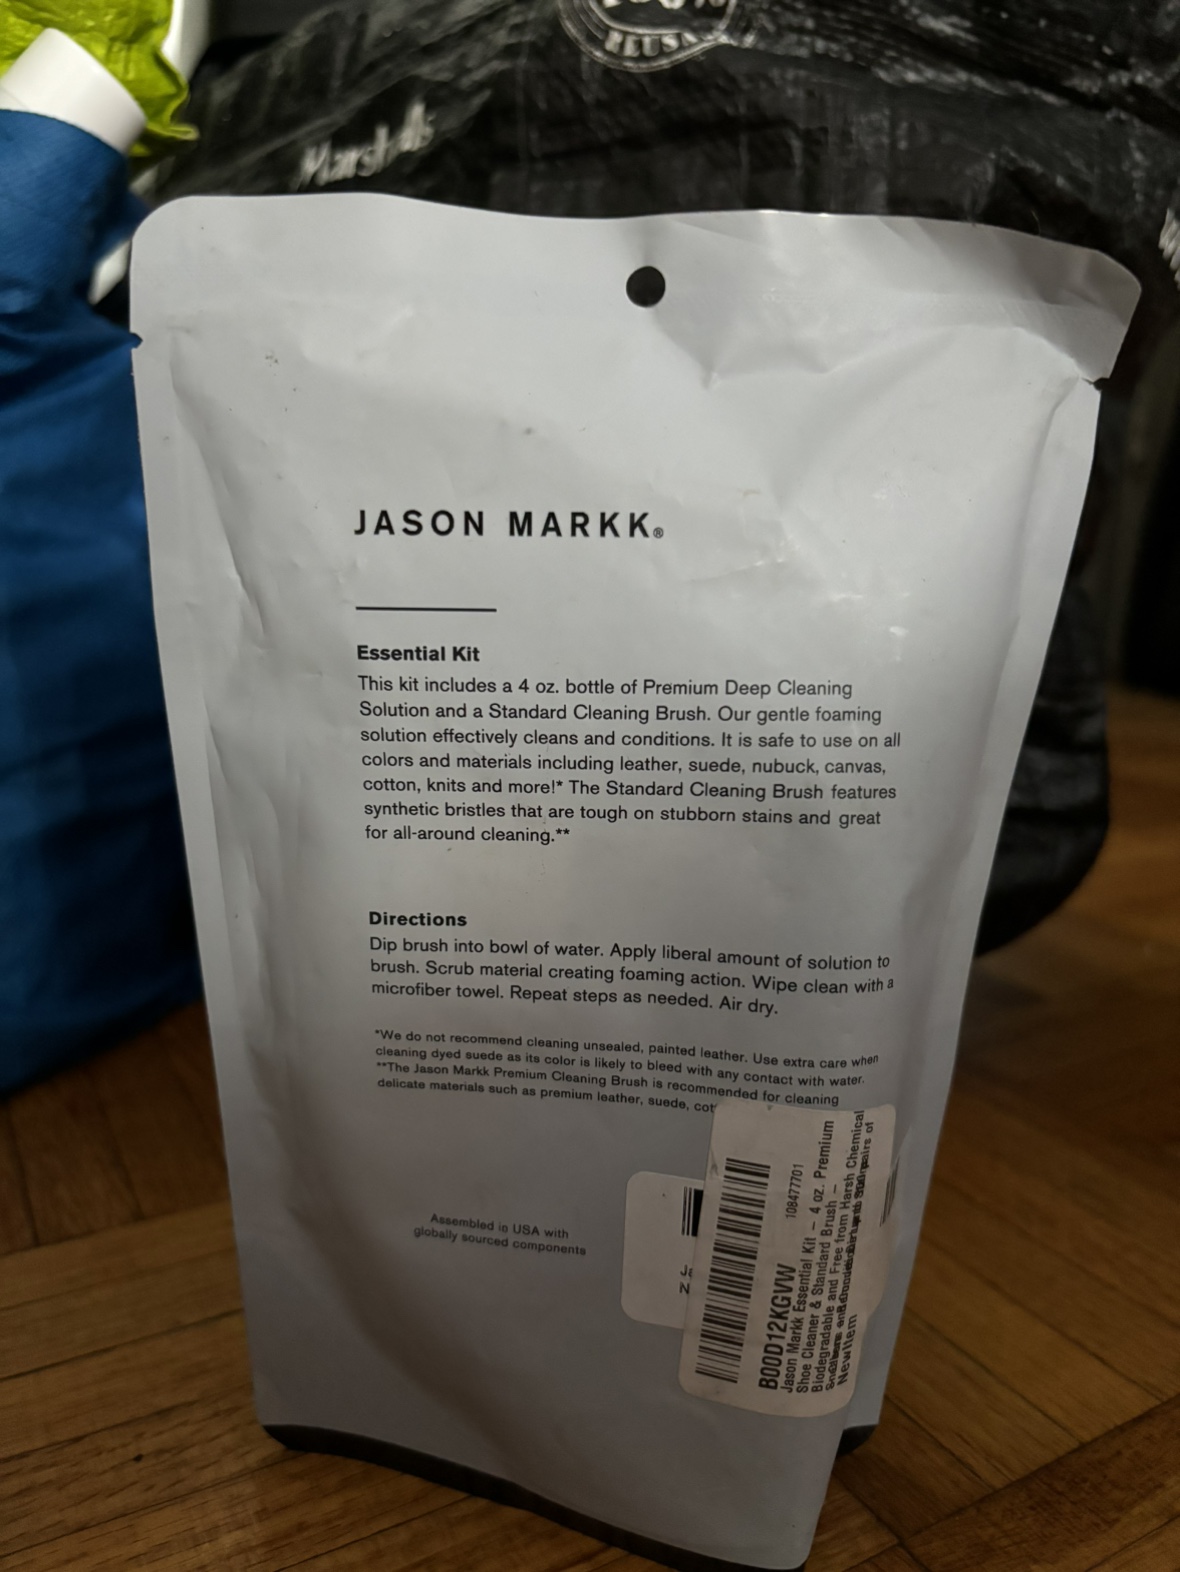 REUSA
Marshalls
JASON MARKK®
Essential Kit
This kit includes a 4 oz. bottle of Premium Deep Cleaning
Solution and a Standard Cleaning Brush. Our gentle foaming
solution effectively cleans and conditions. It is safe to use on all
colors and materials including leather, suede, nubuck, canvas,
cotton, knits and more!* The Standard Cleaning Brush features
synthetic bristles that are tough on stubborn stains and great
for all-around cleaning.**
Directions
Dip brush into bowl of water. Apply liberal amount of solution to
brush. Scrub material creating foaming action. Wipe clean with a
microfiber towel. Repeat steps as needed. Air dry.
*We do not recommend cleaning unsealed, painted leather. Use extra care when
cleaning dyed suede as its color is likely to bleed with any contact with water.
**The Jason Markk Premium Cleaning Brush is recommended for cleaning
delicate materials such as premium leather, suede, cot
Assembled in USA with
globally sourced components
108477701
B00D12KGVW
Jason Markk Essential Kit - 4 oz. Premium
Shoe Cleaner & Standard Brush -
Biodegradable and Free from Harsh Chemical
pairs of
NewItem